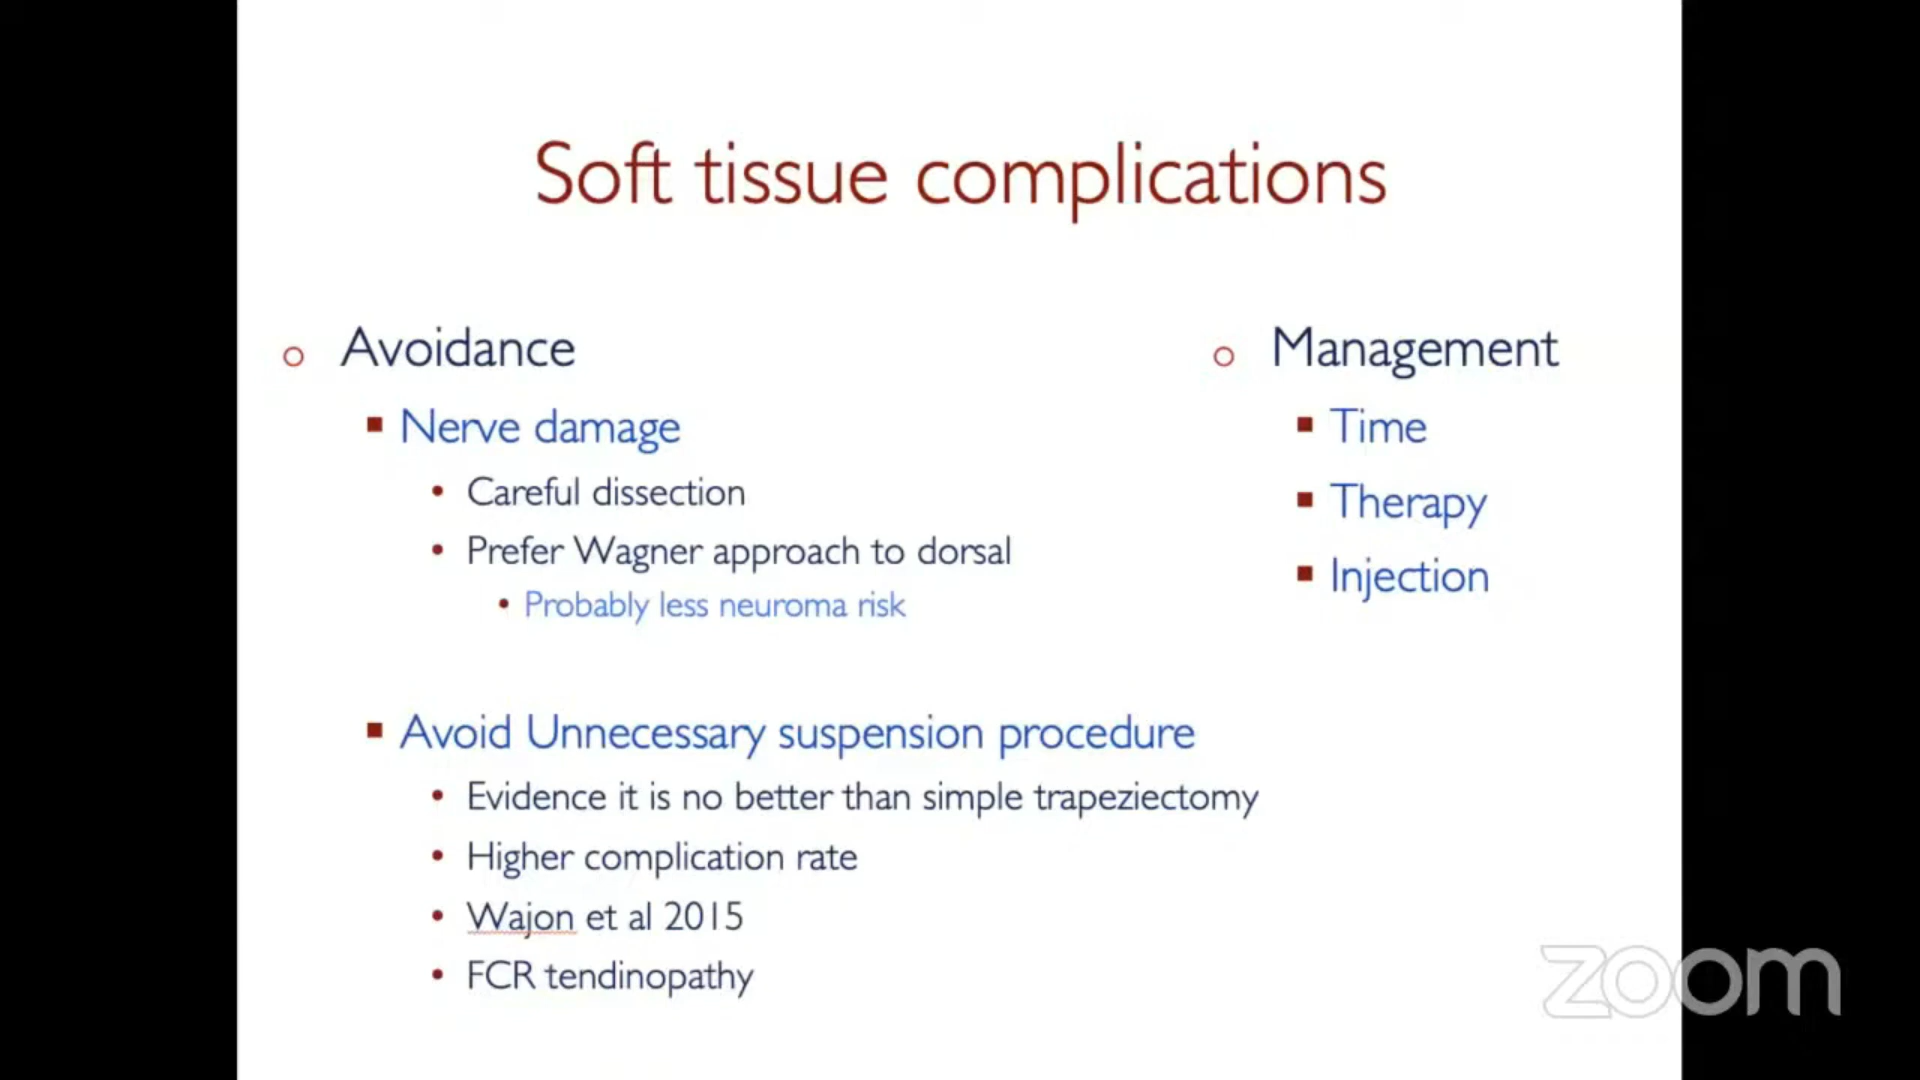 Soft tissue complications
Avoidance
Nerve damage
Careful dissection
Prefer Wagner approach to dorsal
Probably less neuroma risk
Avoid Unnecessary suspension procedure
Evidence it is no better than simple trapeziectomy
Higher complication rate
Wajon et al 2015
FCR tendinopathy
Management
Time
Therapy
Injection
zoom